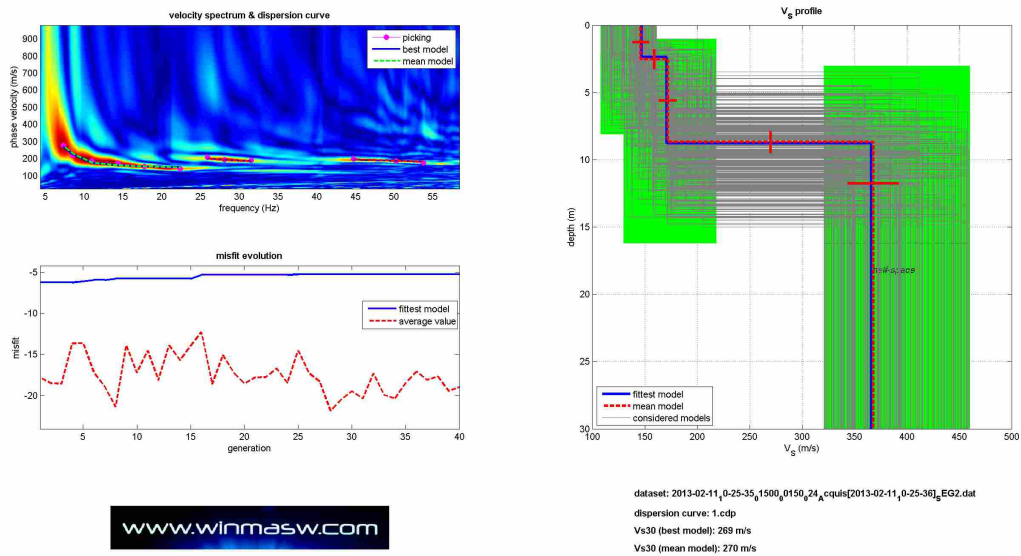 velocity spectrum & dispersion curve
phase velocity (m/s)
900
800
700
600
500
400
300
200
100
picking
best model
mean model
5 10 15 20 25 30 35 40 45 50 55
frequency (Hz)
misfit evolution
misfit
-5
-15
-20
fittest model
average value
5 10 15 20 25 30 35 40
generation
www.winmasw.com
VS profile
depth (m)
0
5
10
15
20
25
30
half-space
fittest model
mean model
considered models
100 150 200 250 300 350 400 450 500
VS (m/s)
dataset: 2013-02-1110-25-350150000150024Acquis[2013-02-1110-25-36]SEG2.dat
dispersion curve: 1.cdp
Vs30 (best model): 269 m/s
Vs30 (mean model): 270 m/s